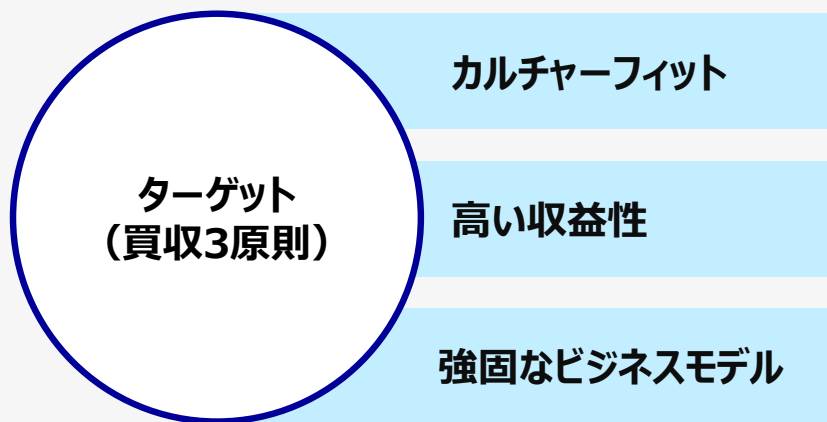 ターゲット
（買収3原則）
カルチャーフィット
高い収益性
強固なビジネスモデル